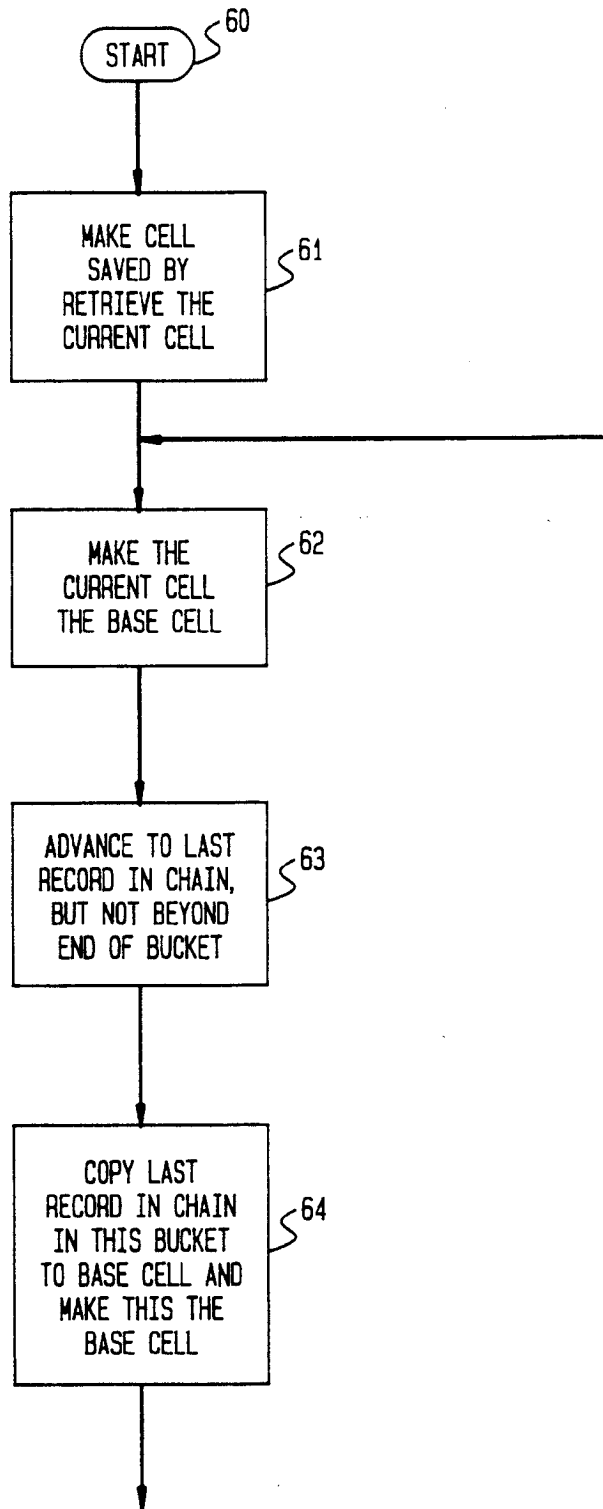 60
START
61
MAKE CELL
SAVED BY
RETRIEVE THE
CURRENT CELL
62
MAKE THE
CURRENT CELL
THE BASE CELL
63
ADVANCE TO LAST
RECORD IN CHAIN,
BUT NOT BEYOND
END OF BUCKET
64
COPY LAST
RECORD IN CHAIN
IN THIS BUCKET
TO BASE CELL AND
MAKE THIS THE
BASE CELL